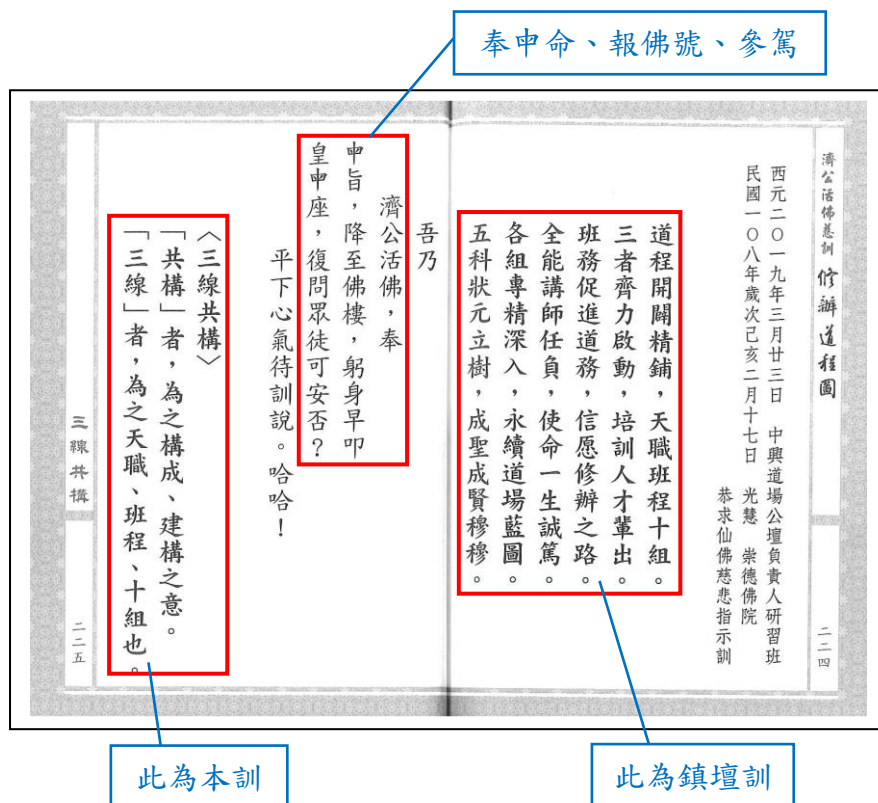 奉申命、報佛號、參駕
濟公活佛慈訓 修辦道程圖
二二四
西元二〇一九年三月廿三日 中興道場公壇負責人研習班
民國一〇八年歲次己亥二月十七日 光慧 崇德佛院
恭求仙佛慈悲指示訓
道程開闢精鋪，天職班程十組。
三者齊力啟動，培訓人才輩出。
班務促進道務，信愿修辦之路。
全能講師任負，使命一生誠篤。
各組專精深入，永續道場藍圖。
五科狀元立樹，成聖成賢穆穆。
吾乃
濟公活佛，奉
申旨，降至佛樓，躬身早叩
皇申座，復問眾徒可安否？
平下心氣待訓說。哈哈！
〈三線共構〉
「共構」者，為之構成、建構之意。
「三線」者，為之天職、班程、十組也。
三線共構
二二五
此為本訓
此為鎮壇訓